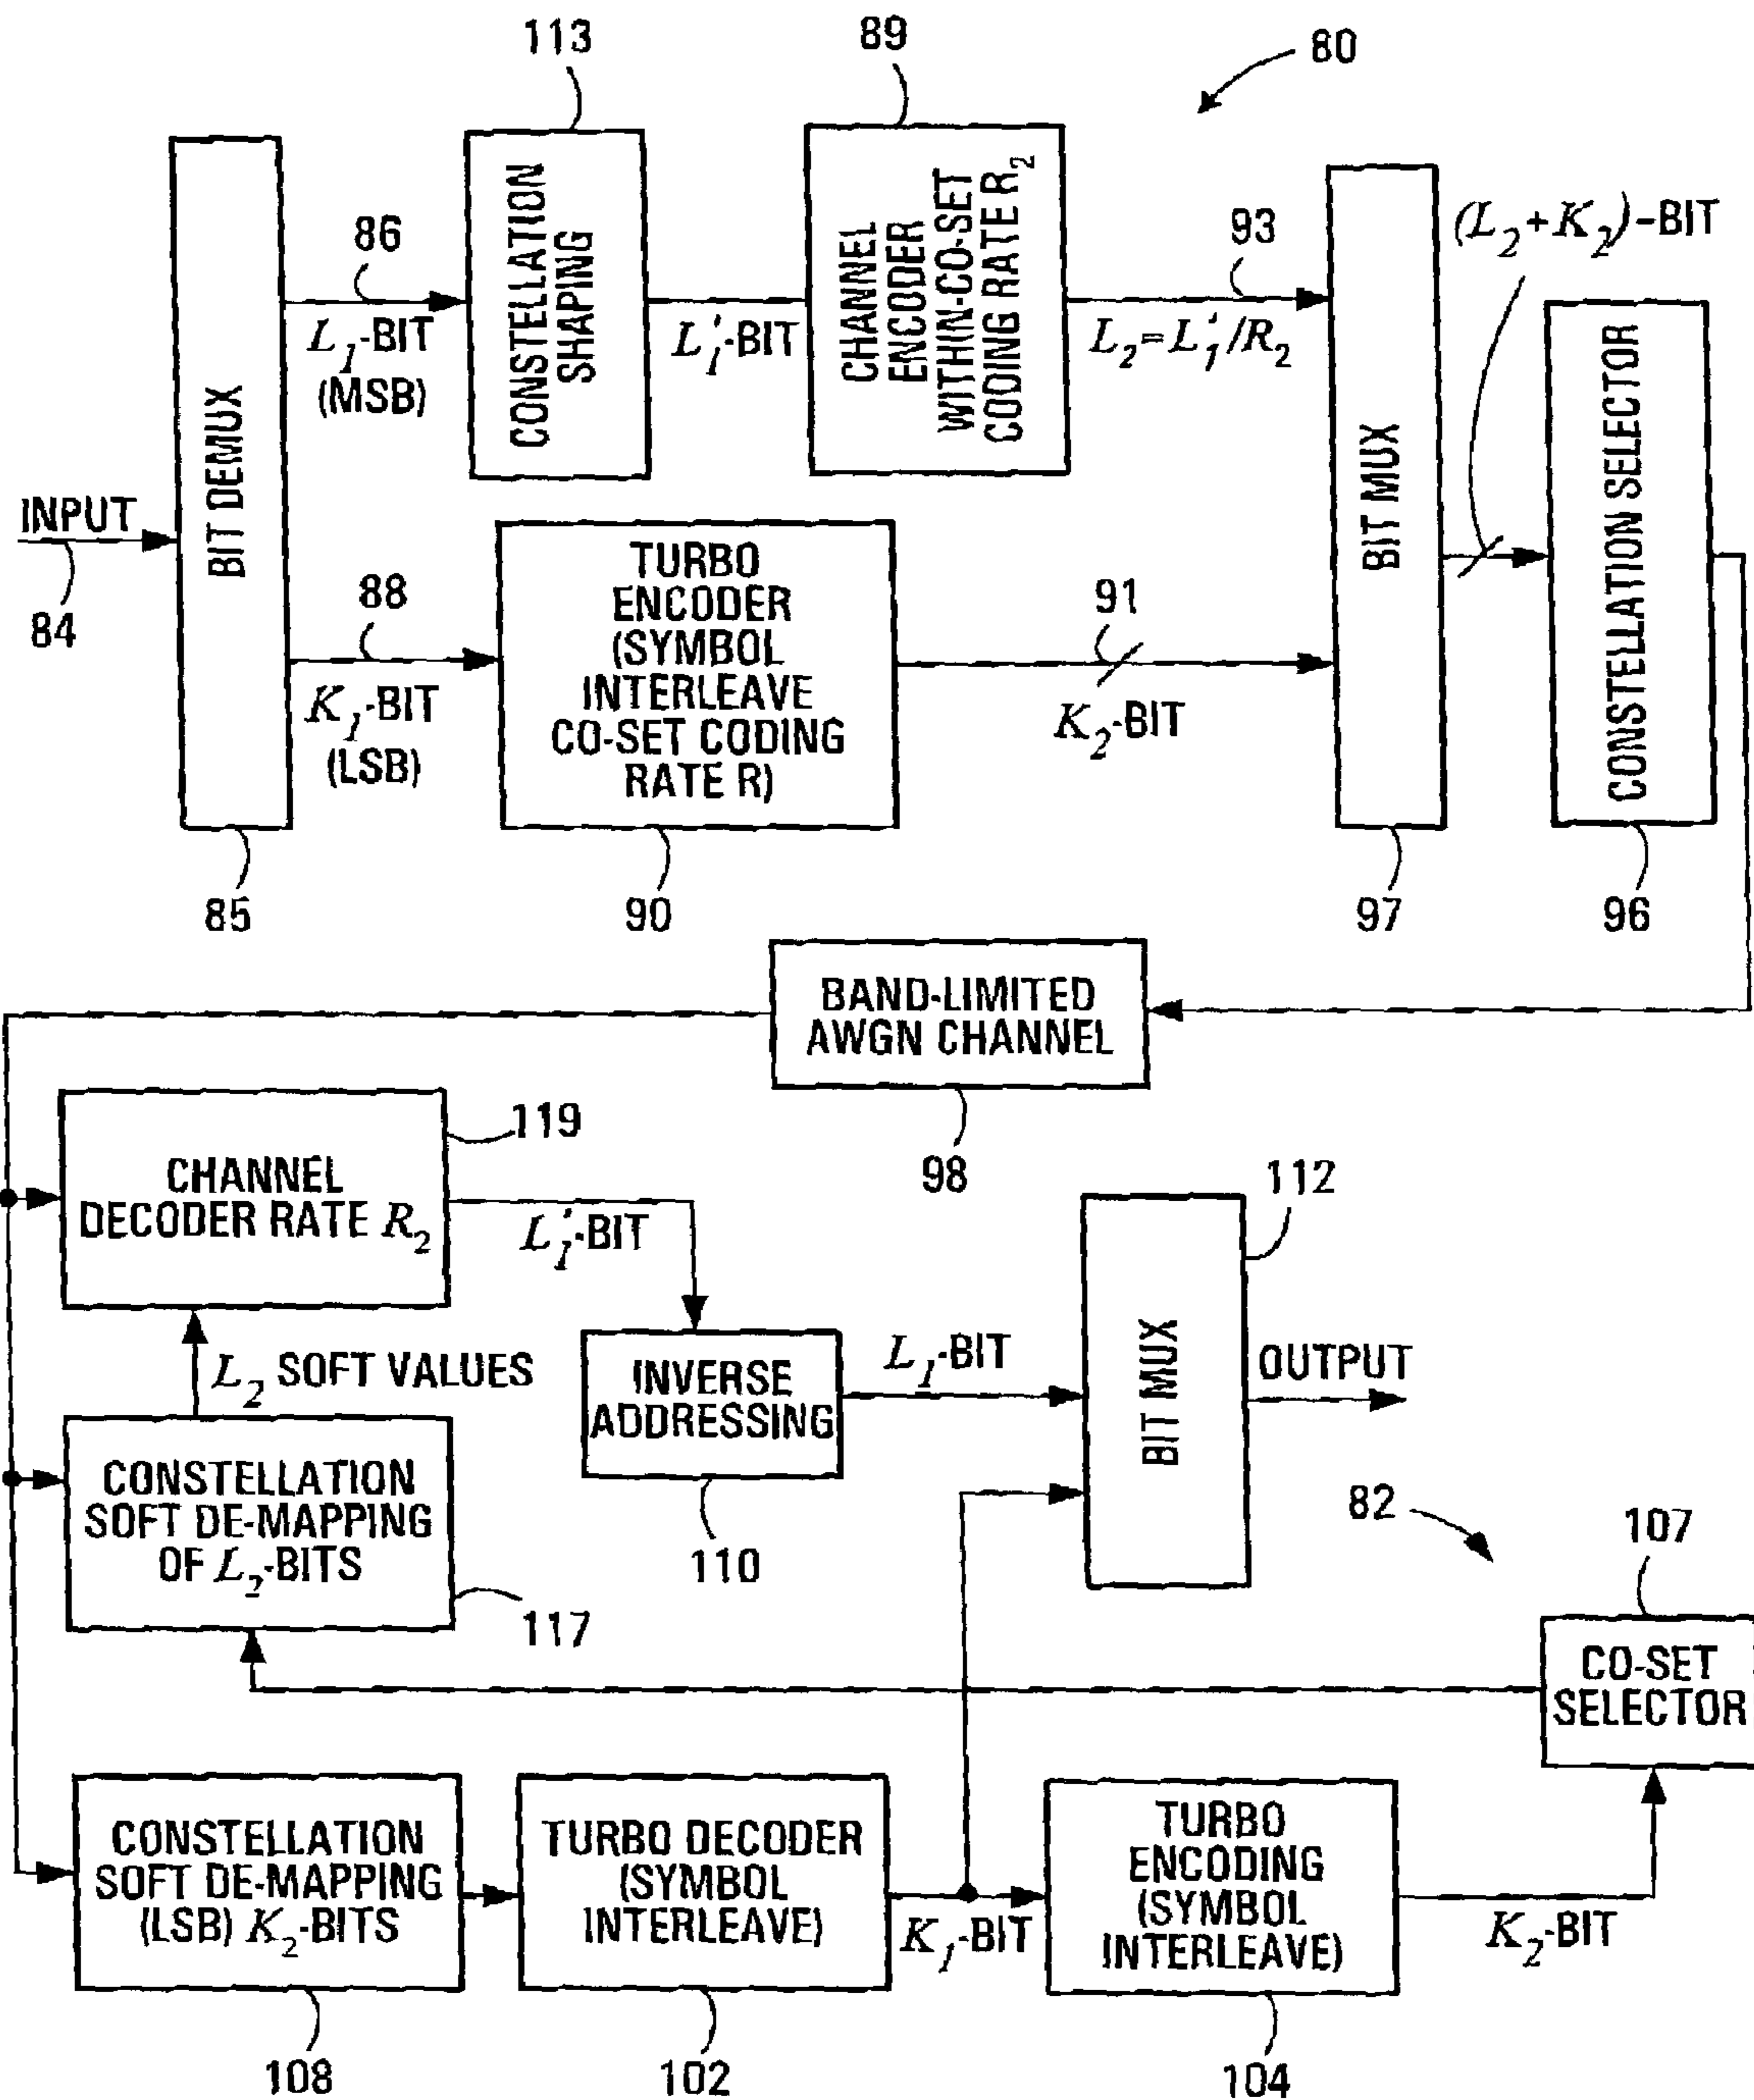 113
89
80
CONSTELLATION
SHAPING
CHANNEL
ENCODER
WITHIN-CO-SET
CODING RATE R₂
86
L₁-BIT
(MSB)
L₁'-BIT
93
L₂=L₁'/R₂
(L₂+K₂)-BIT
INPUT
84
BIT DEMUX
88
K₁-BIT
(LSB)
TURBO
ENCODER
(SYMBOL
INTERLEAVE
CO-SET CODING
RATE R)
91
K₂-BIT
BIT MUX
CONSTELLATION SELECTOR
85
90
97
96
BAND-LIMITED
AWGN CHANNEL
98
119
CHANNEL
DECODER RATE R₂
L₁'-BIT
112
L₂ SOFT VALUES
INVERSE
ADDRESSING
110
L₁-BIT
BIT MUX
OUTPUT
CONSTELLATION
SOFT DE-MAPPING
OF L₂-BITS
117
82
107
CO-SET
SELECTOR
CONSTELLATION
SOFT DE-MAPPING
(LSB) K₂-BITS
TURBO DECODER
(SYMBOL
INTERLEAVE)
K₁-BIT
TURBO
ENCODING
(SYMBOL
INTERLEAVE)
K₂-BIT
108
102
104